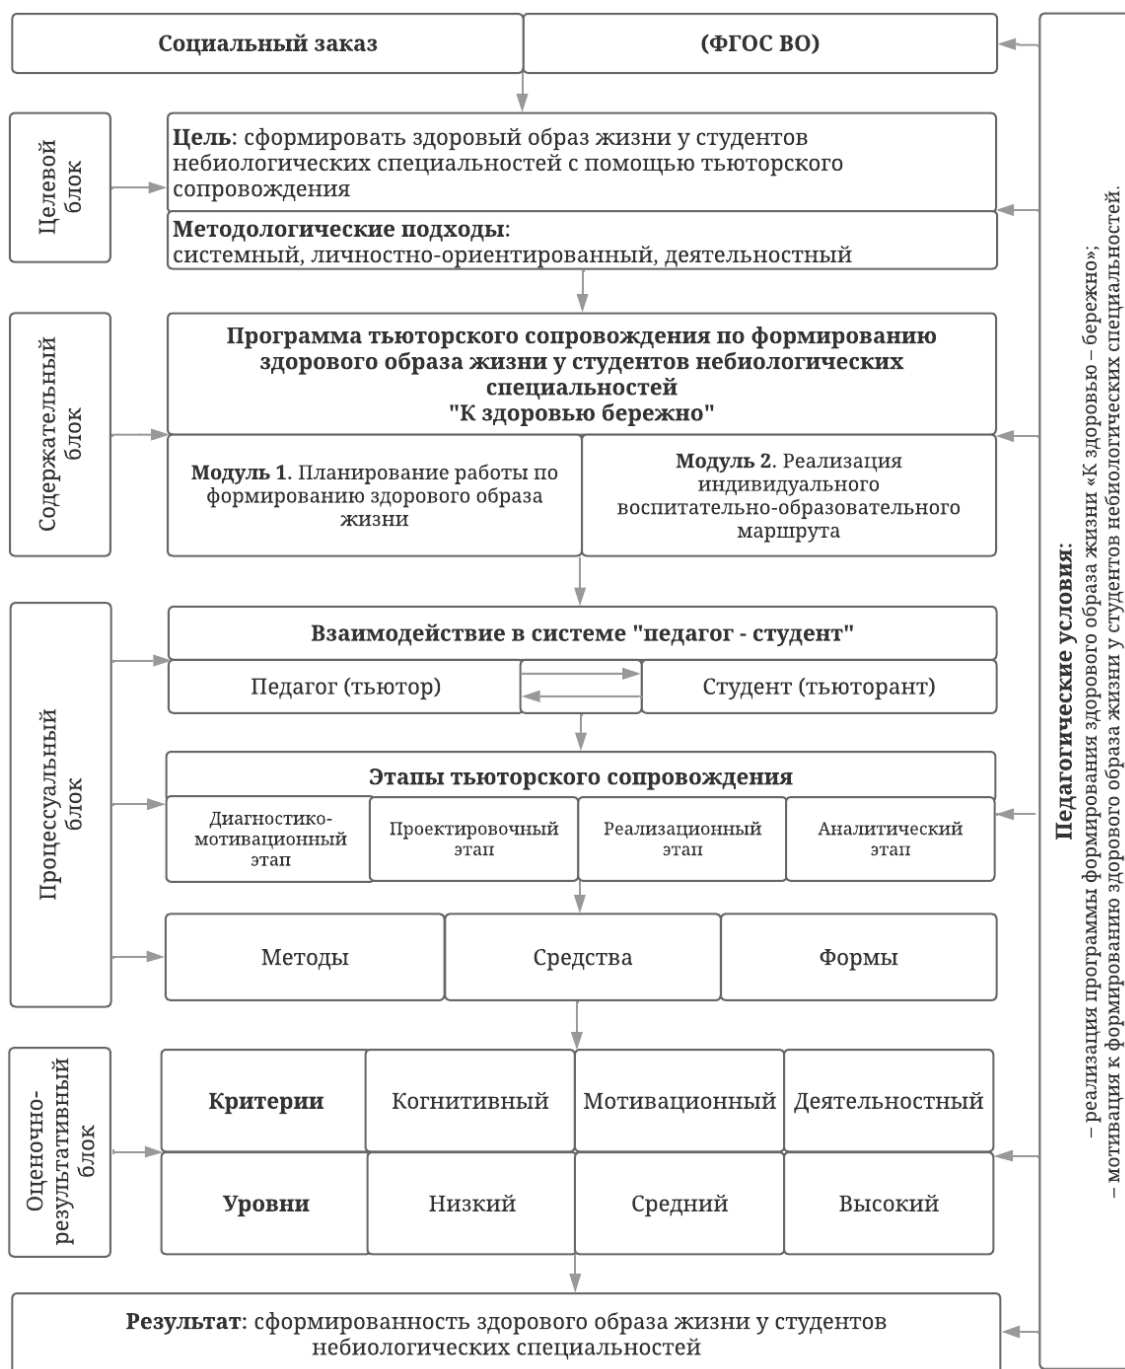 Социальный заказ
(ФГОС ВО)
Целевой
блок
Цель: сформировать здоровый образ жизни у студентов
небиологических специальностей с помощью тьюторского
сопровождения
Методологические подходы:
системный, личностно-ориентированный, деятельностный
Содержательный
блок
Программа тьюторского сопровождения по формированию
здорового образа жизни у студентов небиологических
специальностей
"К здоровью бережно"
Модуль 1. Планирование работы по
формированию здорового образа
жизни
Модуль 2. Реализация
индивидуального
воспитательно-образовательного
маршрута
Процессуальный
блок
Взаимодействие в системе "педагог - студент"
Педагог (тьютор)
Студент (тьюторант)
Этапы тьюторского сопровождения
Диагностико-
мотивационный
этап
Проектировочный
этап
Реализационный
этап
Аналитический
этап
Методы
Средства
Формы
Оценочно-
результативный
блок
Критерии
Когнитивный
Мотивационный
Деятельностный
Уровни
Низкий
Средний
Высокий
Результат: сформированность здорового образа жизни у студентов
небиологических специальностей
Педагогические условия:
– реализация программы формирования здорового образа жизни «К здоровью – бережно»;
– мотивация к формированию здорового образа жизни у студентов небиологических специальностей.